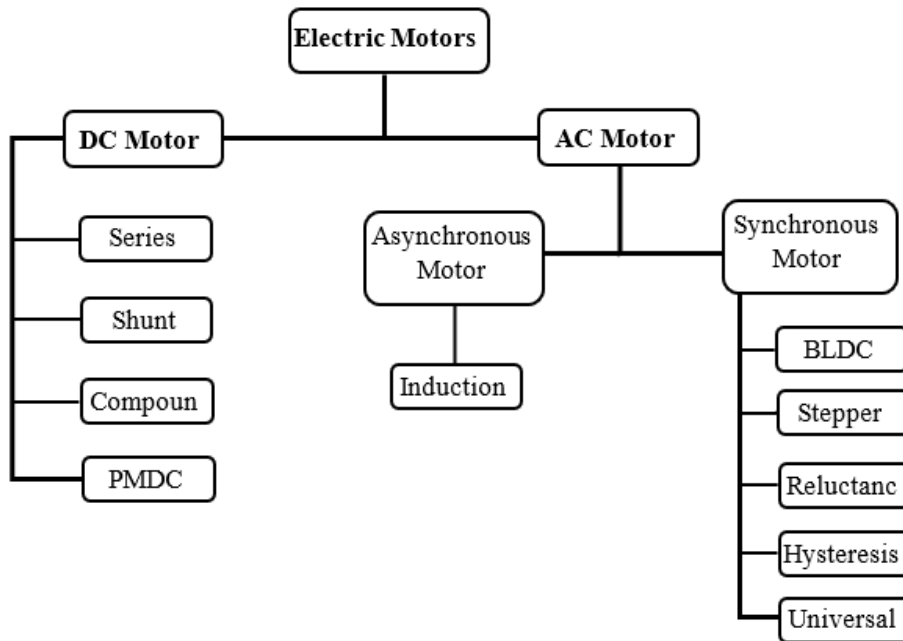 Electric Motors
DC Motor
AC Motor
Series
Shunt
Compoun
PMDC
Asynchronous
Motor
Induction
Synchronous
Motor
BLDC
Stepper
Reluctanc
Hysteresis
Universal